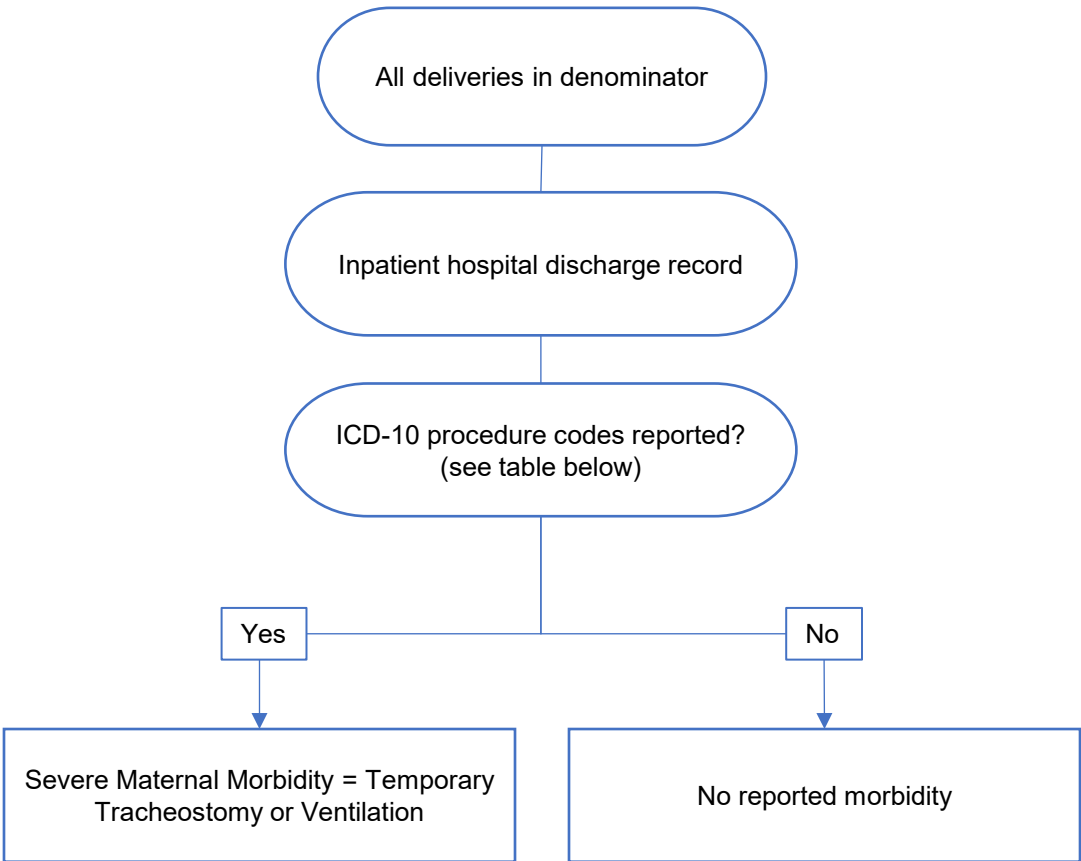 All deliveries in denominator
Inpatient hospital discharge record
ICD-10 procedure codes reported?
(see table below)
Yes
No
Severe Maternal Morbidity = Temporary
Tracheostomy or Ventilation
No reported morbidity